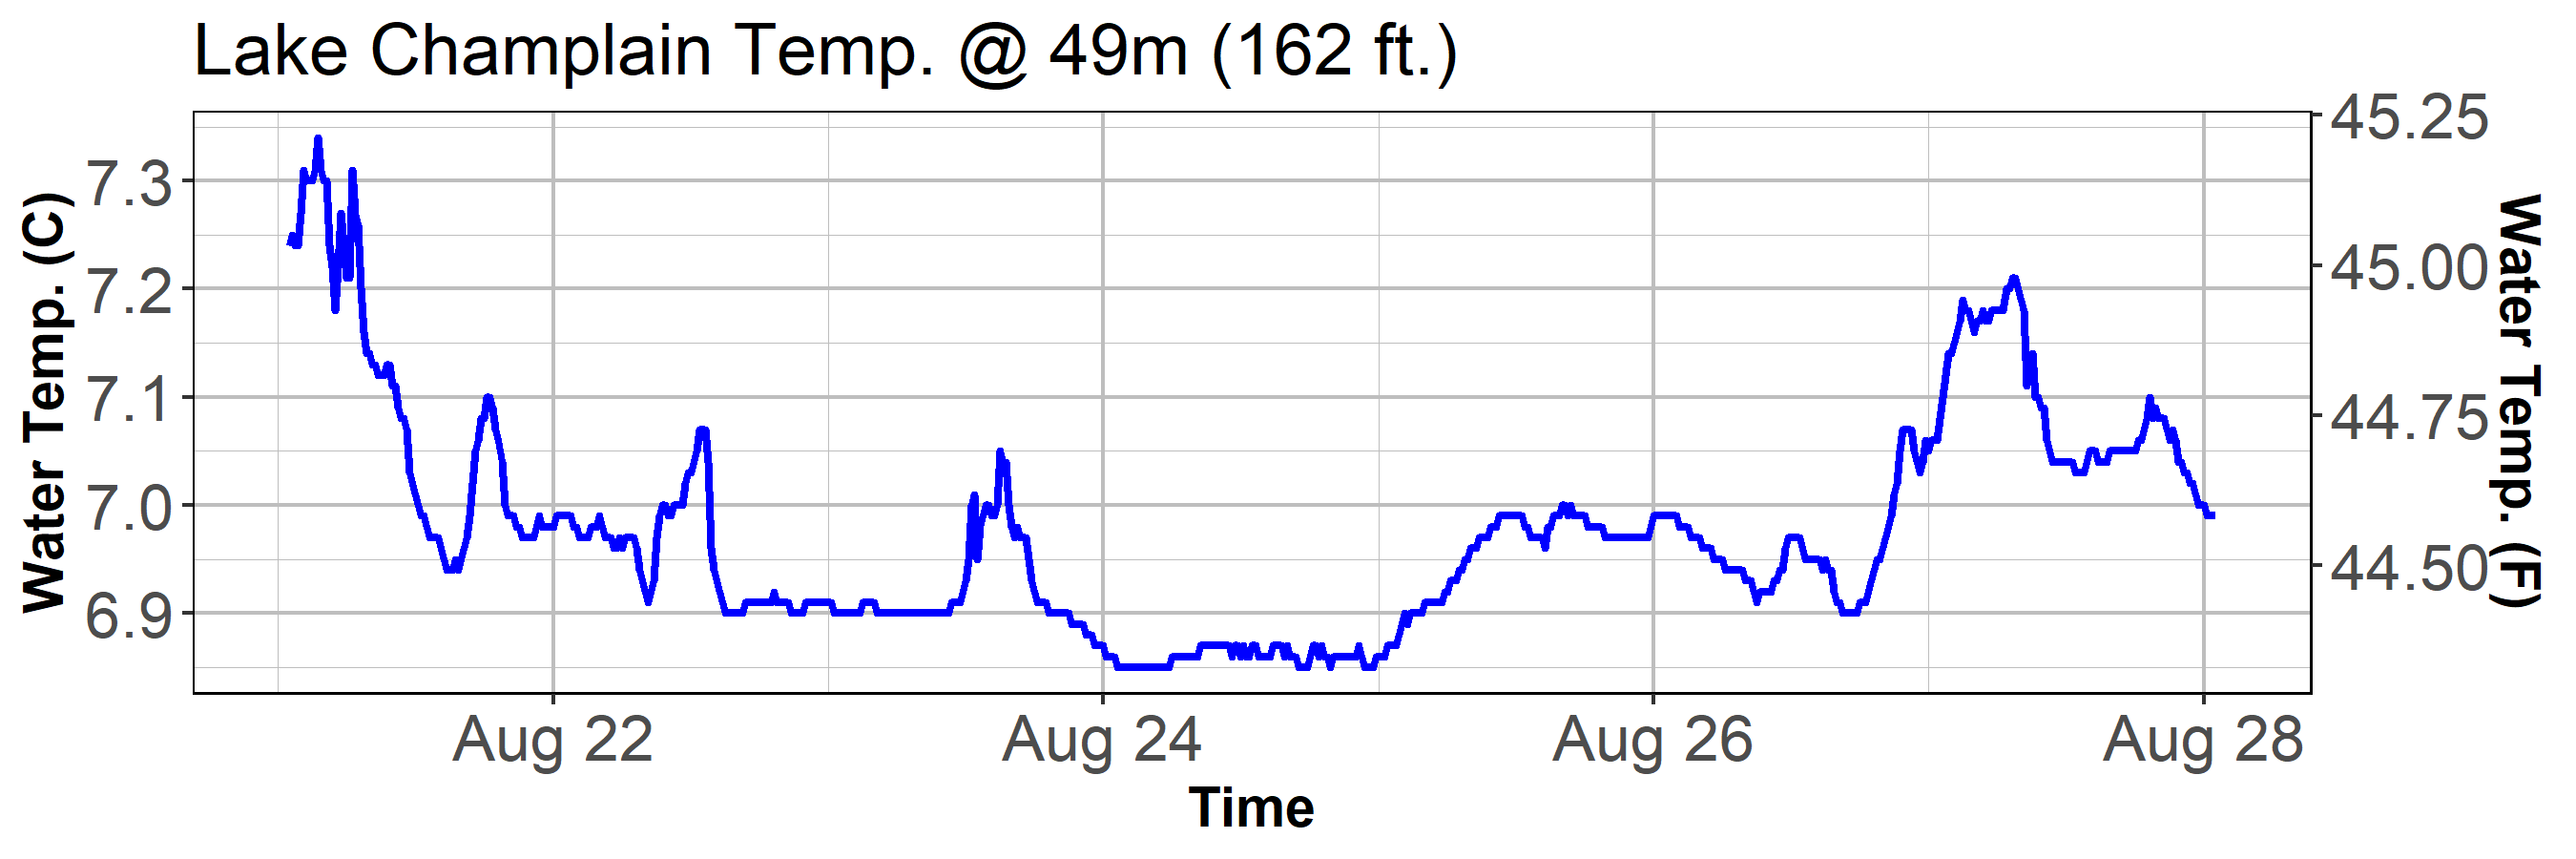 Lake Champlain Temp. @ 49m (162 ft.)
Water Temp. (C)
7.3
7.2
7.1
7.0
6.9
45.25
45.00
44.75
44.50
Water Temp. (F)
Aug 22
Aug 24
Aug 26
Aug 28
Time